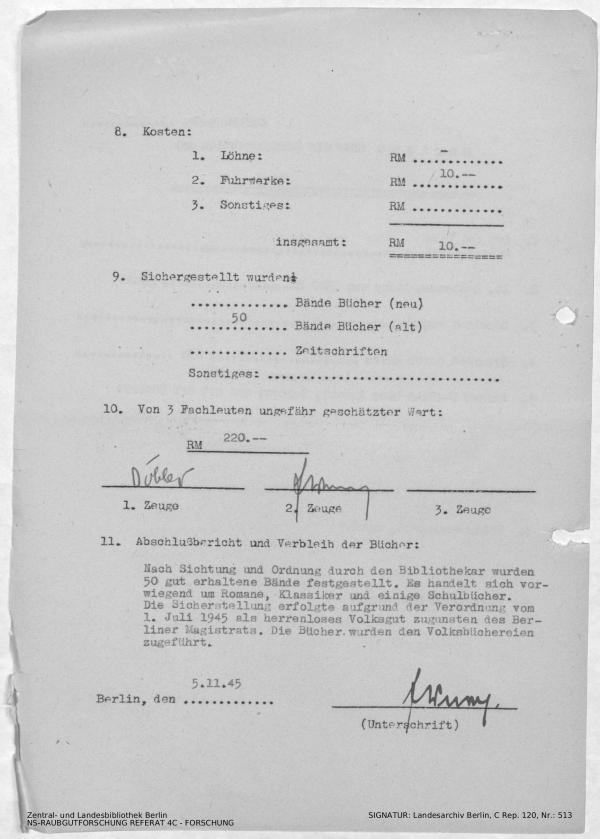 8. Kosten:
1. Löhne: RM .–...........
2. Fuhrwerke: RM 10.--
3. Sonstiges: RM .............
insgesamt: RM 10.--
9. Sichergestellt wurden:
.............. Bände Bücher (neu)
50 Bände Bücher (alt)
.............. Zeitschriften
Sonstiges: .................................
10. Von 3 Fachleuten ungefähr geschätzter Wert:
RM 220.--
Döbler
1. Zeuge 2. Zeuge 3. Zeuge
11. Abschlußbericht und Verbleib der Bücher:
Nach Sichtung und Ordnung durch den Bibliothekar wurden
50 gut erhaltene Bände festgestellt. Es handelt sich vor-
wiegend um Romane, Klassiker und einige Schulbücher.
Die Sicherstellung erfolgte aufgrund der Verordnung vom
1. Juli 1945 als herrenloses Volksgut zugunsten des Ber-
liner Magistrats. Die Bücher wurden den Volksbüchereien
zugeführt.
Berlin, den 5.11.45
(Unterschrift)
Zentral- und Landesbibliothek Berlin
NS-RAUBGUTFORSCHUNG REFERAT 4C - FORSCHUNG
SIGNATUR: Landesarchiv Berlin, C Rep. 120, Nr.: 513